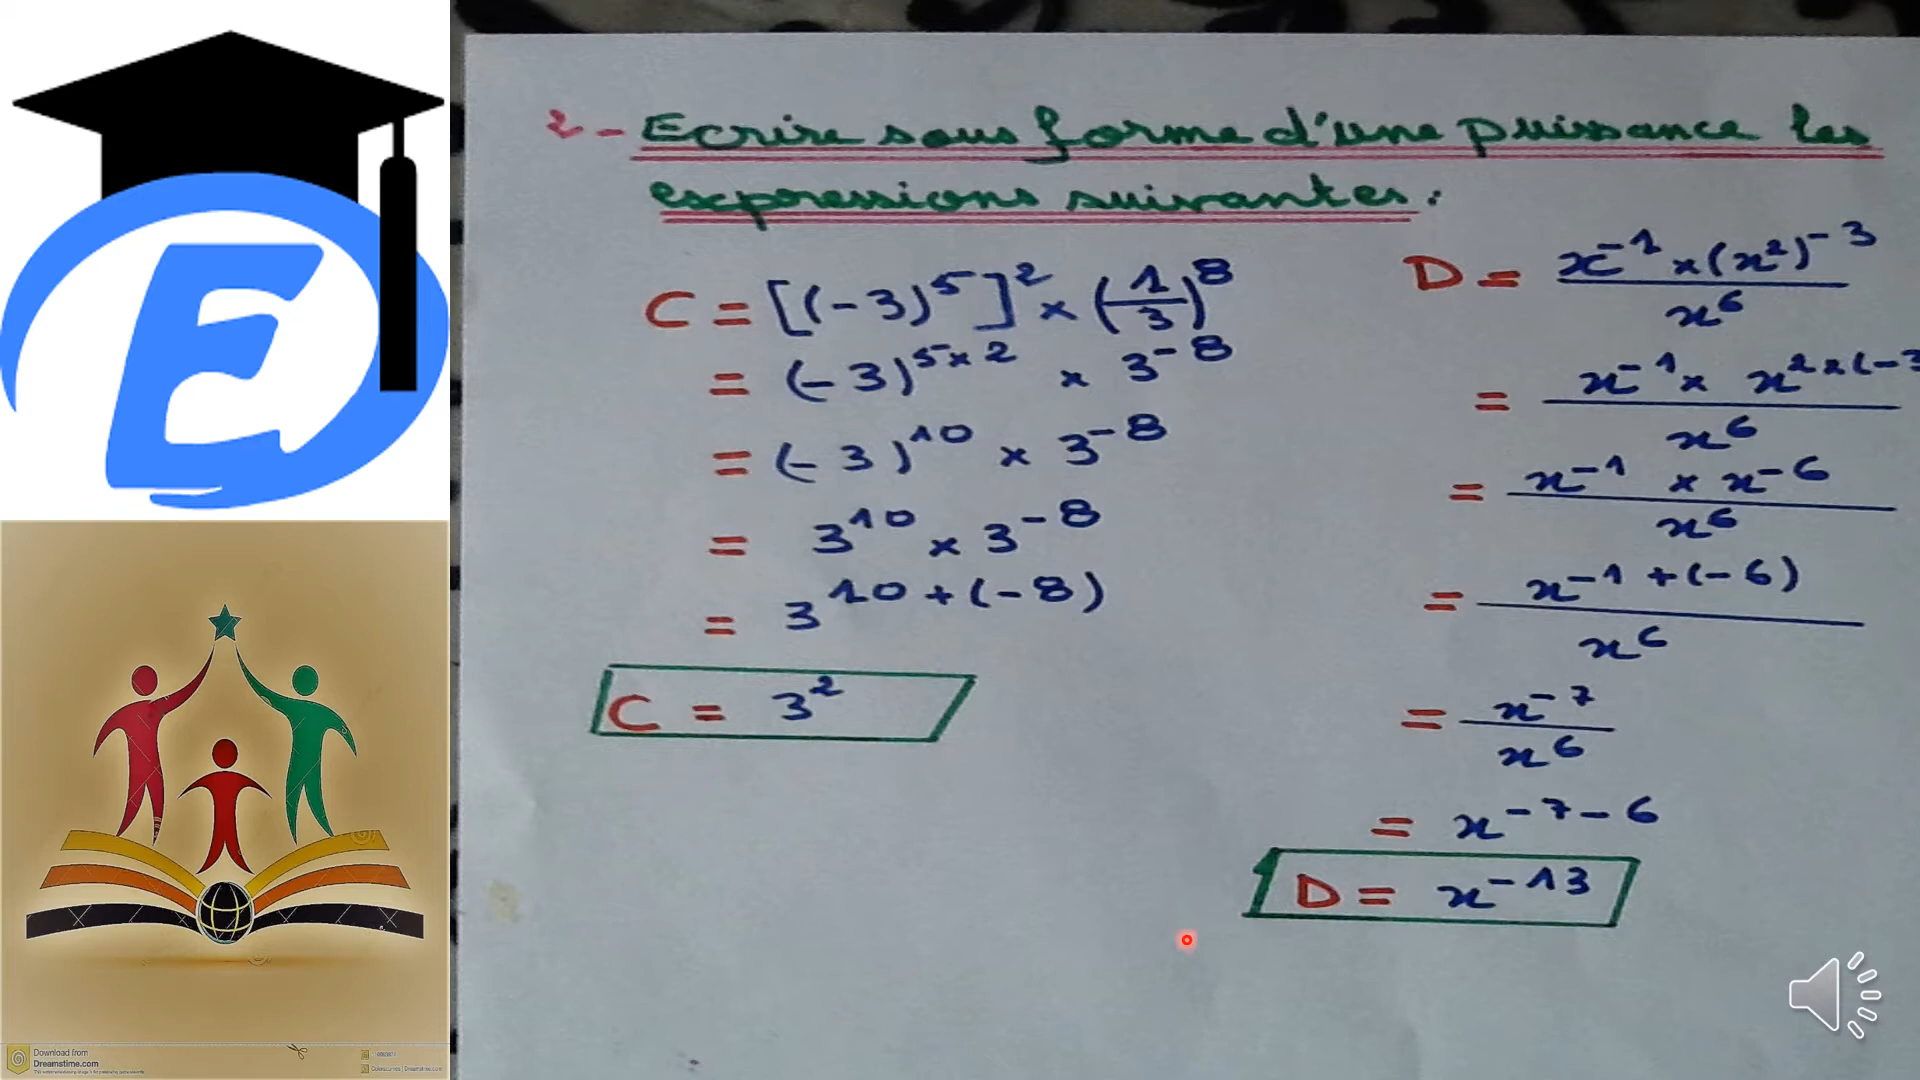 2 - Ecrire sous forme d'une puissance les
expressions suivantes :
C = [(-3)^5]^2 × (1/3)^8
= (-3)^{5×2} × 3^{-8}
= (-3)^{10} × 3^{-8}
= 3^{10} × 3^{-8}
= 3^{10+(-8)}
C = 3^2
D = x^{-1} × (x^2)^{-3} / x^6
= x^{-1} × x^{2×(-3} / x^6
= x^{-1} × x^{-6} / x^6
= x^{-1+(-6)} / x^6
= x^{-7} / x^6
= x^{-7-6}
D = x^{-13}
E
Download from
Dreamstime.com